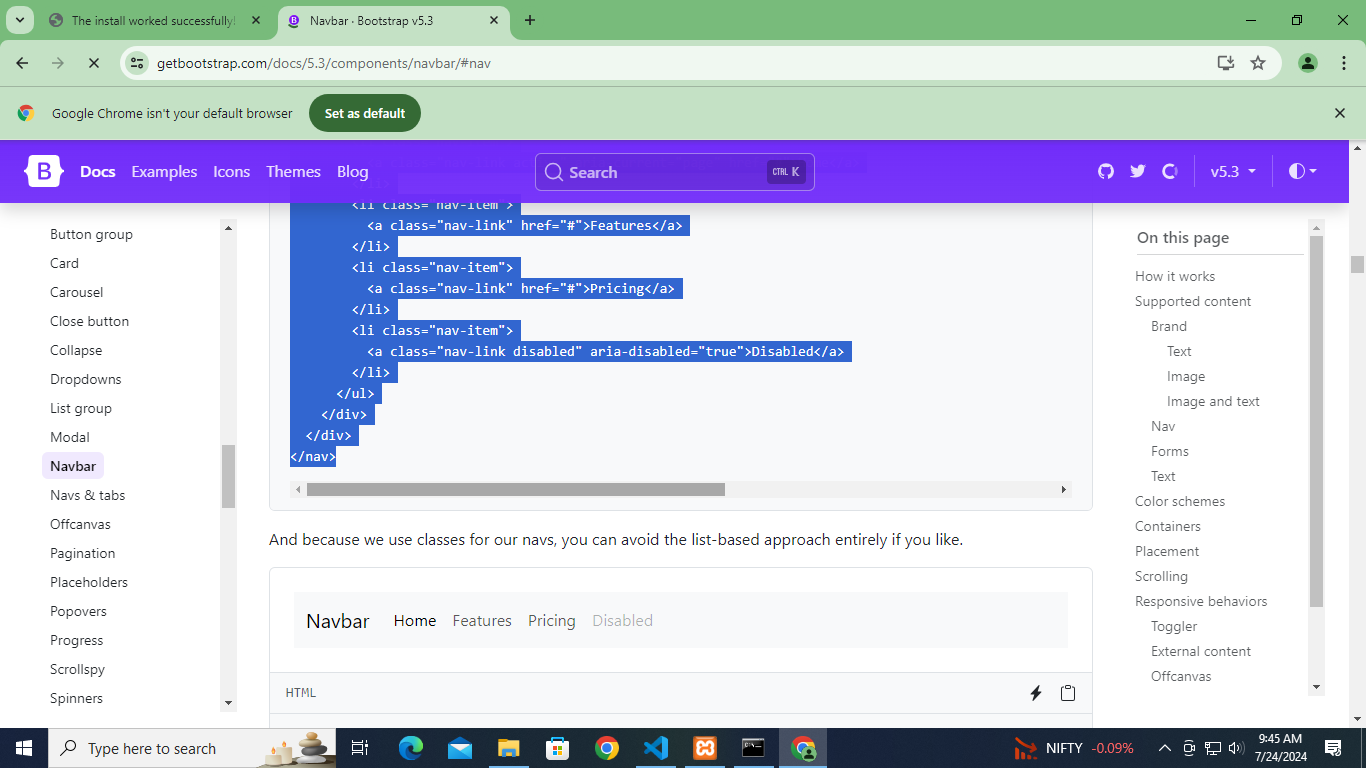 The install worked successfully!
Navbar · Bootstrap v5.3
getbootstrap.com/docs/5.3/components/navbar/#nav
Google Chrome isn't your default browser
Set as default
B
Docs
Examples
Icons
Themes
Blog
Search
CTRL K
v5.3
Button group
Card
Carousel
Close button
Collapse
Dropdowns
List group
Modal
Navbar
Navs & tabs
Offcanvas
Pagination
Placeholders
Popovers
Progress
Scrollspy
Spinners
<li class="nav-item">
<a class="nav-link" href="#">Features</a>
</li>
<li class="nav-item">
<a class="nav-link" href="#">Pricing</a>
</li>
<li class="nav-item">
<a class="nav-link disabled" aria-disabled="true">Disabled</a>
</li>
</ul>
</div>
</div>
</nav>
And because we use classes for our navs, you can avoid the list-based approach entirely if you like.
Navbar Home Features Pricing Disabled
HTML
On this page
How it works
Supported content
Brand
Text
Image
Image and text
Nav
Forms
Text
Color schemes
Containers
Placement
Scrolling
Responsive behaviors
Toggler
External content
Offcanvas
Type here to search
NIFTY -0.09%
9:45 AM
7/24/2024